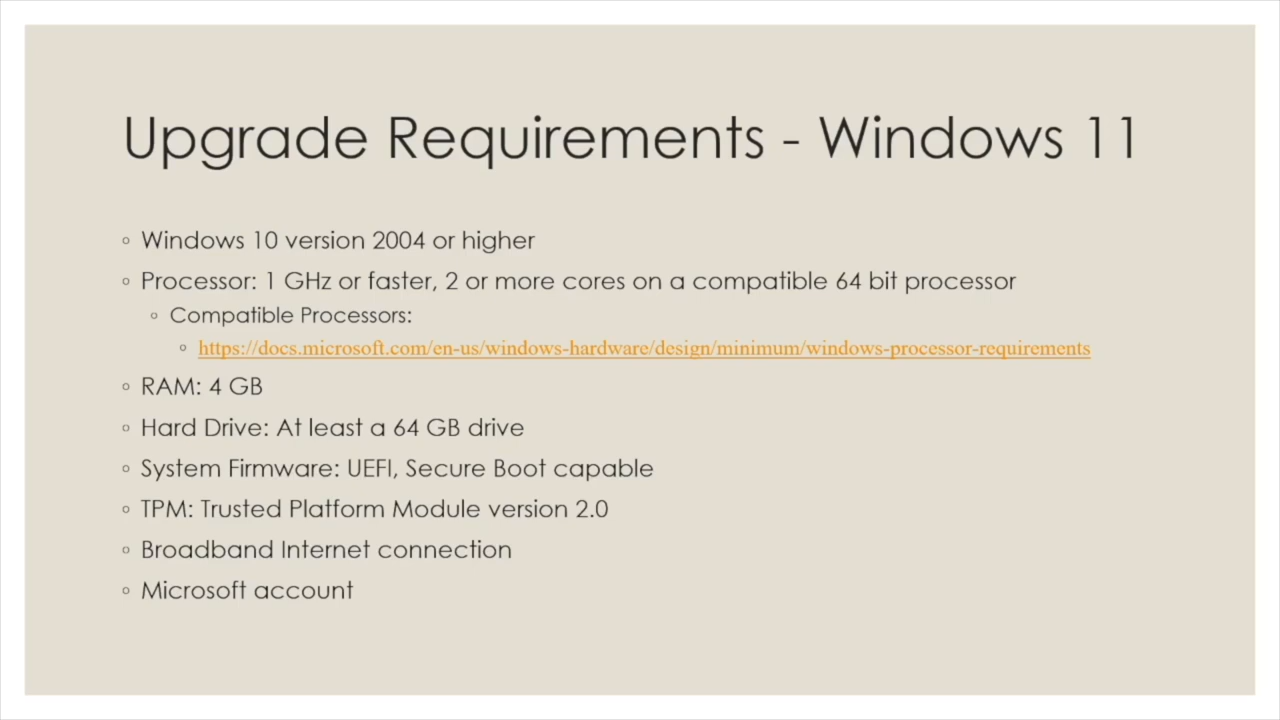 Upgrade Requirements - Windows 11
Windows 10 version 2004 or higher
Processor: 1 GHz or faster, 2 or more cores on a compatible 64 bit processor
Compatible Processors:
https://docs.microsoft.com/en-us/windows-hardware/design/minimum/windows-processor-requirements
RAM: 4 GB
Hard Drive: At least a 64 GB drive
System Firmware: UEFI, Secure Boot capable
TPM: Trusted Platform Module version 2.0
Broadband Internet connection
Microsoft account